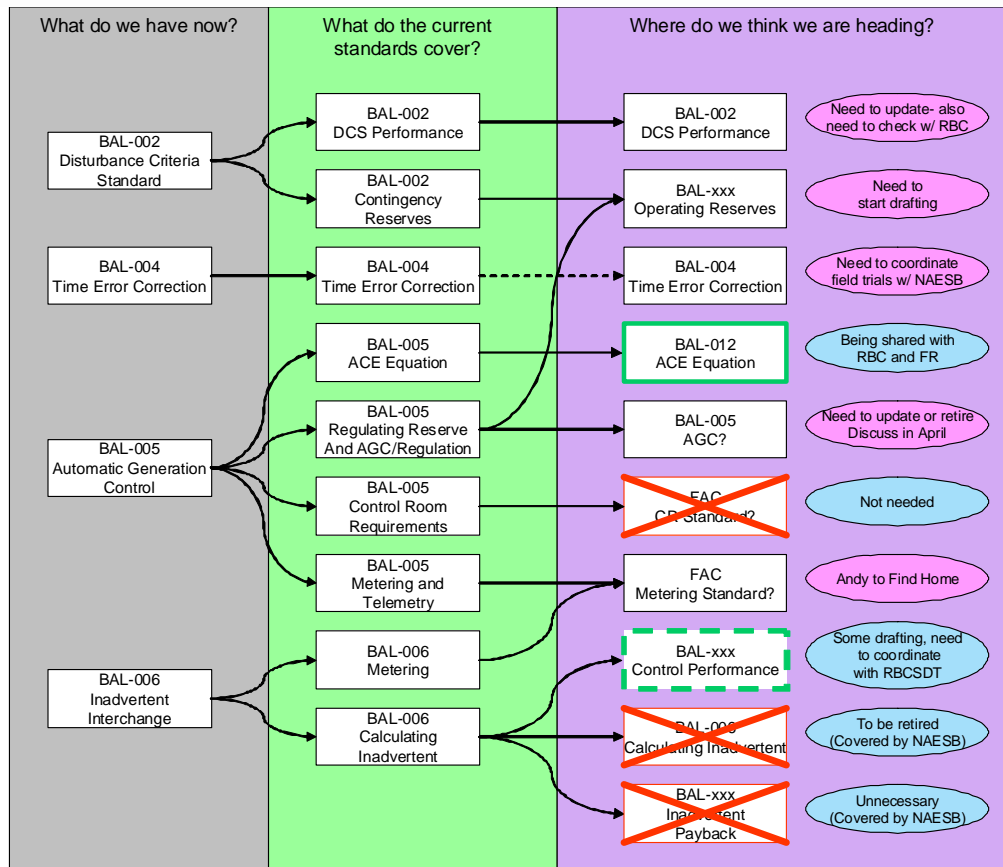 What do we have now?
What do the current
standards cover?
Where do we think we are heading?
BAL-002
Disturbance Criteria
Standard
BAL-004
Time Error Correction
BAL-005
Automatic Generation
Control
BAL-006
Inadvertent
Interchange
BAL-002
DCS Performance
BAL-002
Contingency
Reserves
BAL-004
Time Error Correction
BAL-005
ACE Equation
BAL-005
Regulating Reserve
And AGC/Regulation
BAL-005
Control Room
Requirements
BAL-005
Metering and
Telemetry
BAL-006
Metering
BAL-006
Calculating
Inadvertent
BAL-002
DCS Performance
Need to update- also
need to check w/ RBC
BAL-xxx
Operating Reserves
Need to
start drafting
BAL-004
Time Error Correction
Need to coordinate
field trials w/ NAESB
BAL-012
ACE Equation
Being shared with
RBC and FR
BAL-005
AGC?
Need to update or retire
Discuss in April
FAC
CR Standard?
Not needed
FAC
Metering Standard?
Andy to Find Home
BAL-xxx
Control Performance
Some drafting, need
to coordinate
with RBCSDT
BAL-006
Calculating Inadvertent
To be retired
(Covered by NAESB)
BAL-xxx
Inadvertent
Payback
Unnecessary
(Covered by NAESB)